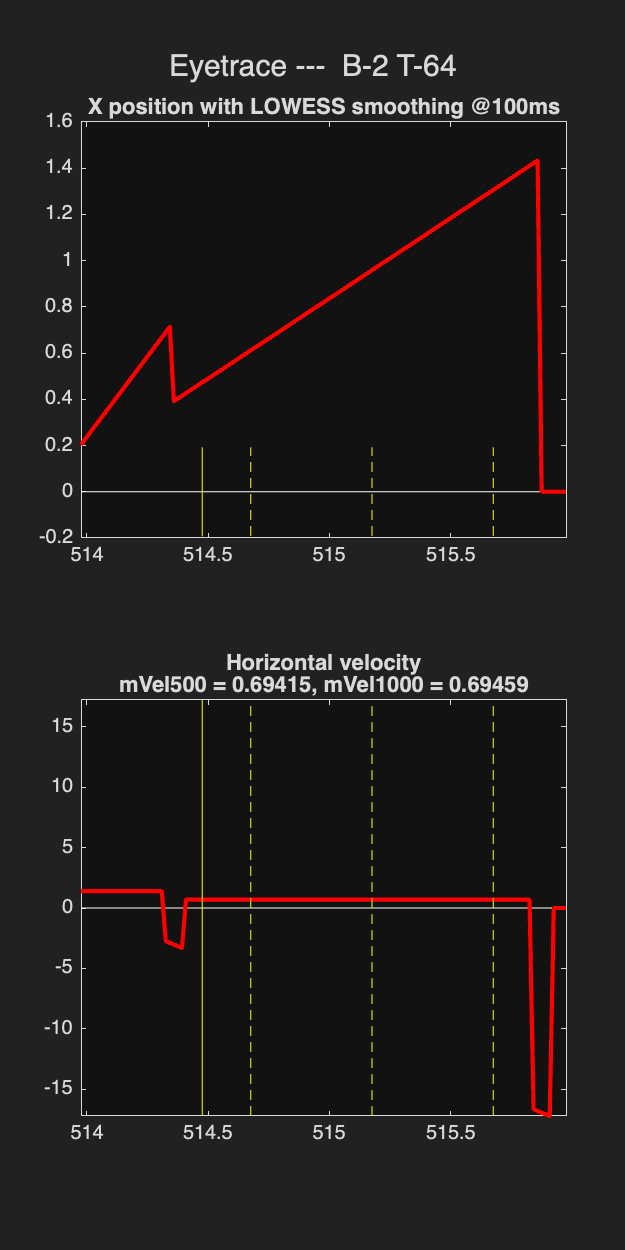 Eyetrace ---  B-2 T-64
X position with LOWESS smoothing @100ms
1.6
1.4
1.2
1
0.8
0.6
0.4
0.2
0
-0.2
514 514.5 515 515.5
Horizontal velocity
mVel500 = 0.69415, mVel1000 = 0.69459
15
10
5
0
-5
-10
-15
514 514.5 515 515.5